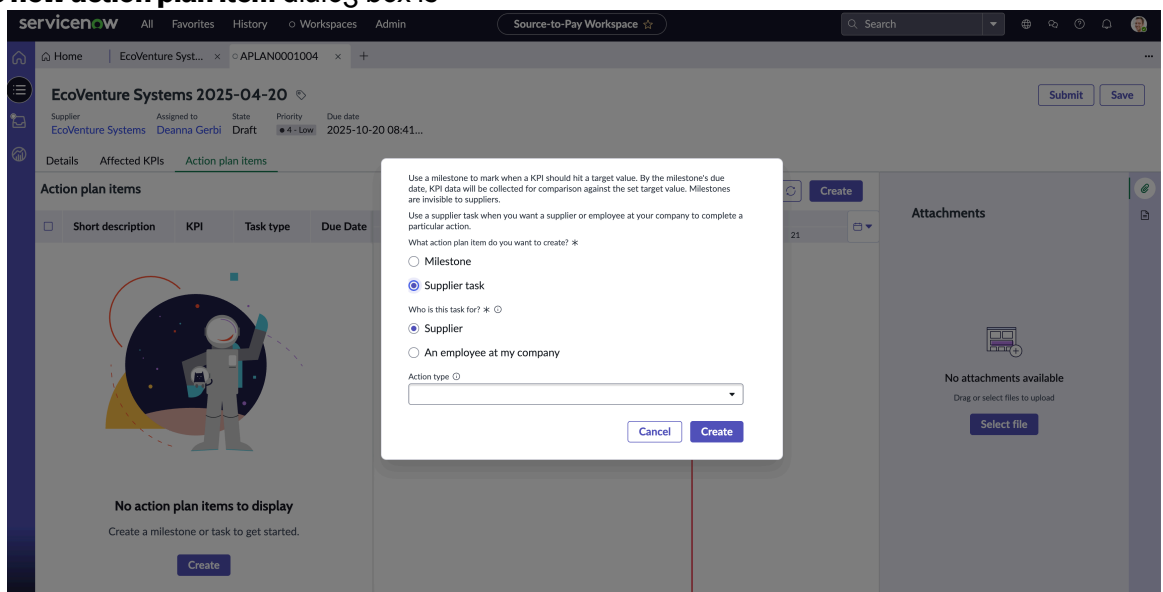 new action plan item dialog box is
servicenow All Favorites History Workspaces Admin Source-to-Pay Workspace Search
Home EcoVenture Syst... × APLAN0001004 × +
EcoVenture Systems 2025-04-20 Submit Save
Supplier Assigned to State Priority Due date
EcoVenture Systems Deanna Gerbi Draft 4 - Low 2025-10-20 08:41...
Details Affected KPIs Action plan items
Action plan items Create
Short description KPI Task type Due Date 21
Use a milestone to mark when a KPI should hit a target value. By the milestone's due
date, KPI data will be collected for comparison against the set target value. Milestones
are invisible to suppliers.
Use a supplier task when you want a supplier or employee at your company to complete a
particular action.
What action plan item do you want to create? *
Milestone
Supplier task
Who is this task for? *
Supplier
An employee at my company
Action type
Cancel Create
No action plan items to display
Create a milestone or task to get started.
Create
Attachments
No attachments available
Drag or select files to upload
Select file